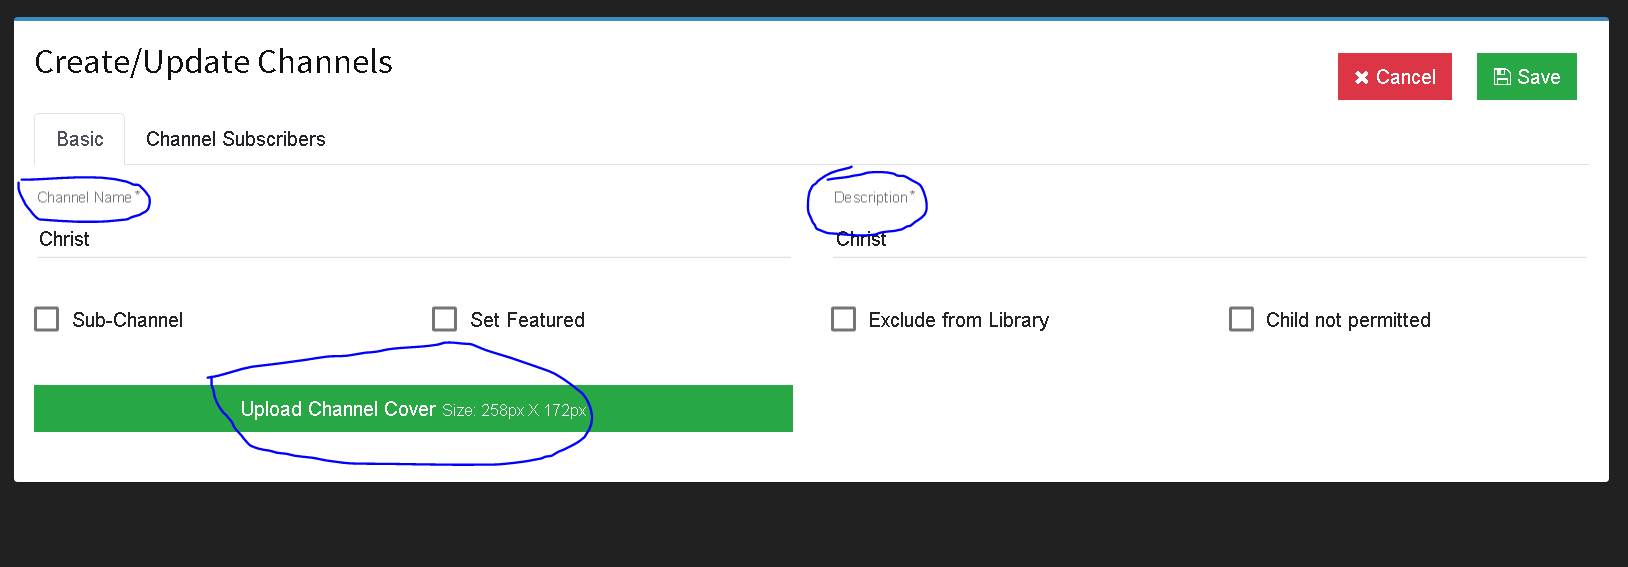 Create/Update Channels
Cancel Save
Basic Channel Subscribers
Channel Name * Description *
Christ Christ
Sub-Channel Set Featured Exclude from Library Child not permitted
Upload Channel Cover Size: 258px X 172px